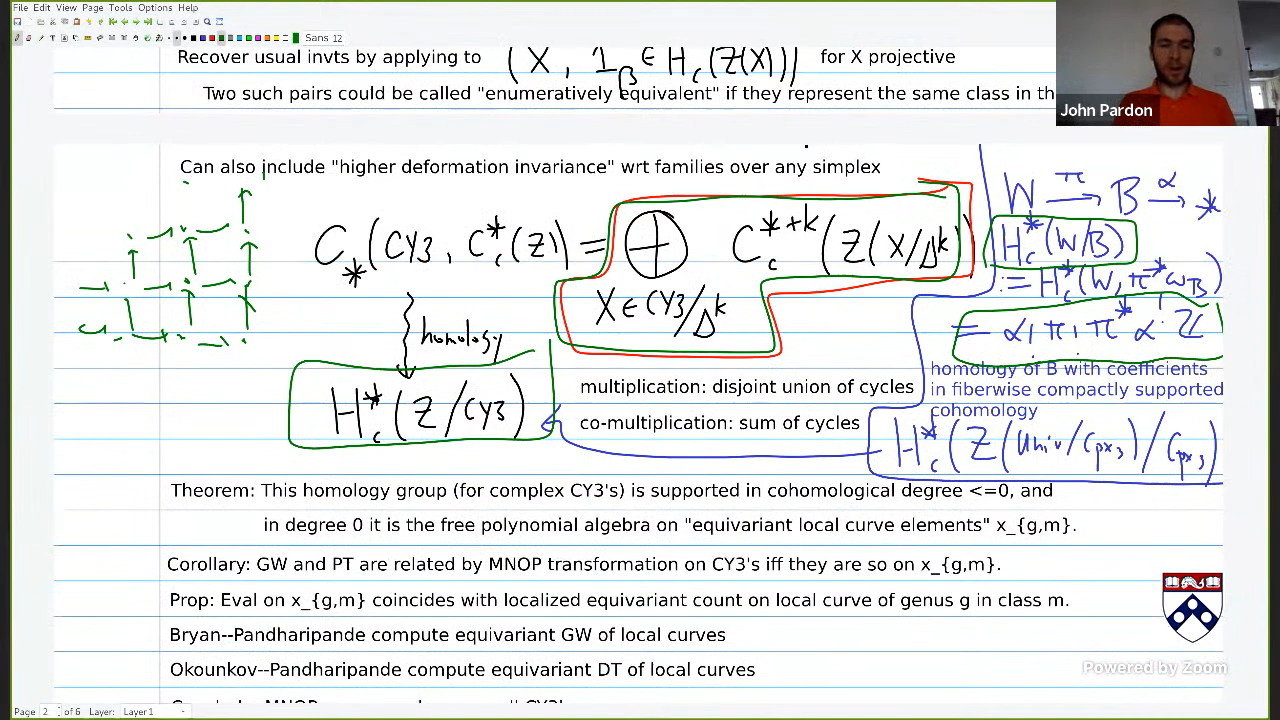 File Edit View Page Tools Options Help
Sans 12
Recover usual invts by applying to (X, 1_β ∈ H_c(Z(X))) for X projective
Two such pairs could be called "enumeratively equivalent" if they represent the same class in th
John Pardon
Can also include "higher deformation invariance" wrt families over any simplex
C_*(CY3, C_c^*(Z)) = ⊕ C_c^{*+k}(Z(X/Δ^k))
X ∈ CY3/Δ^k
homology
H_c^*(Z/CY3)
multiplication: disjoint union of cycles
co-multiplication: sum of cycles
W →^π B →^α *
H_c^*(W/B)
:= H_c^*(W, π^*ω_B)
= α_! π_! π^* α^! ℤ
homology of B with coefficients
in fiberwise compactly supported
cohomology
H_c^*(Z(Univ/Cpx_3)/Cpx_3)
Theorem: This homology group (for complex CY3's) is supported in cohomological degree <=0, and
in degree 0 it is the free polynomial algebra on "equivariant local curve elements" x_{g,m}.
Corollary: GW and PT are related by MNOP transformation on CY3's iff they are so on x_{g,m}.
Prop: Eval on x_{g,m} coincides with localized equivariant count on local curve of genus g in class m.
Bryan--Pandharipande compute equivariant GW of local curves
Okounkov--Pandharipande compute equivariant DT of local curves
Powered by Zoom
Page 2 of 6 Layer: Layer 1